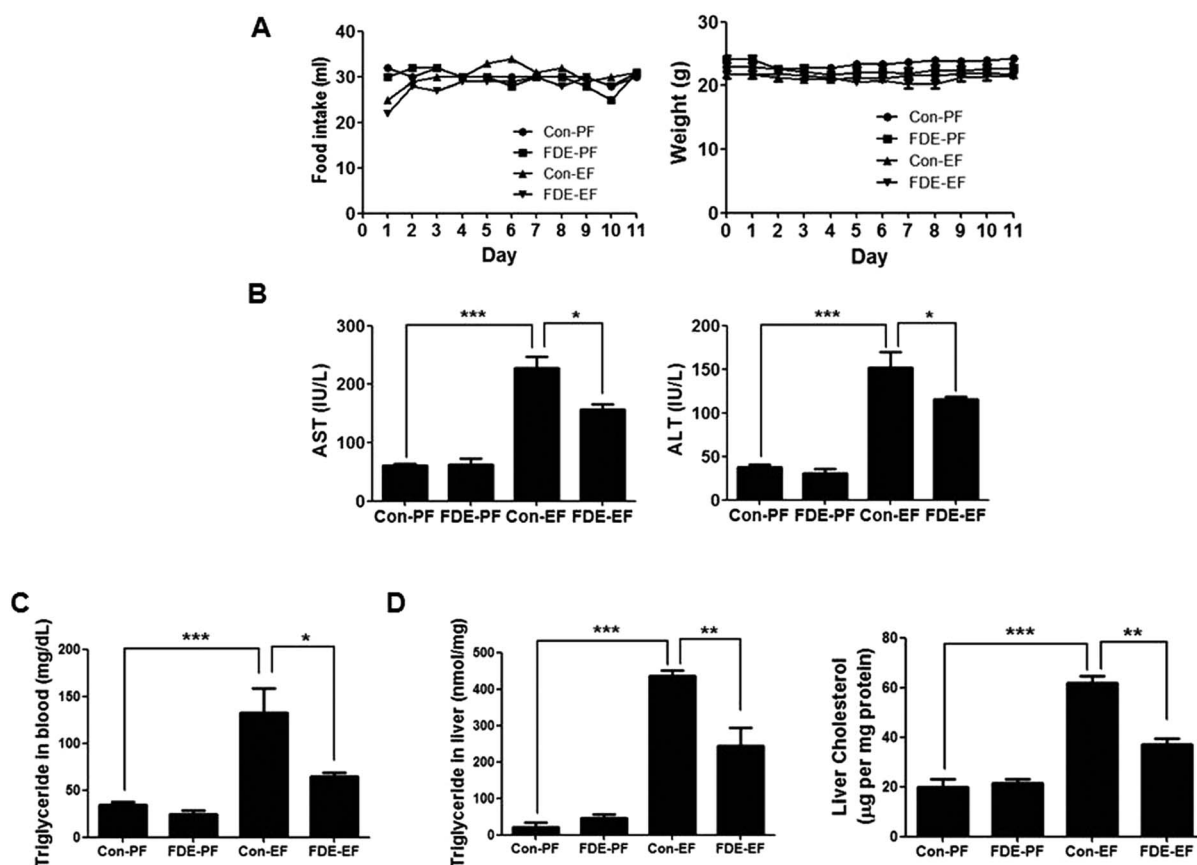 A
Food intake (ml)
40
30
20
10
0
1 2 3 4 5 6 7 8 9 10 11
Day
Con-PF
FDE-PF
Con-EF
FDE-EF
Weight (g)
30
20
10
0
0 1 2 3 4 5 6 7 8 9 10 11
Day
Con-PF
FDE-PF
Con-EF
FDE-EF
B
AST (IU/L)
300
200
100
0
*** *
Con-PF FDE-PF Con-EF FDE-EF
ALT (IU/L)
200
150
100
50
0
*** *
Con-PF FDE-PF Con-EF FDE-EF
C
Triglyceride in blood (mg/dL)
200
150
100
50
0
*** *
Con-PF FDE-PF Con-EF FDE-EF
D
Triglyceride in liver (nmol/mg)
500
400
300
200
100
0
*** **
Con-PF FDE-PF Con-EF FDE-EF
Liver Cholesterol
(μg per mg protein)
80
60
40
20
0
*** **
Con-PF FDE-PF Con-EF FDE-EF